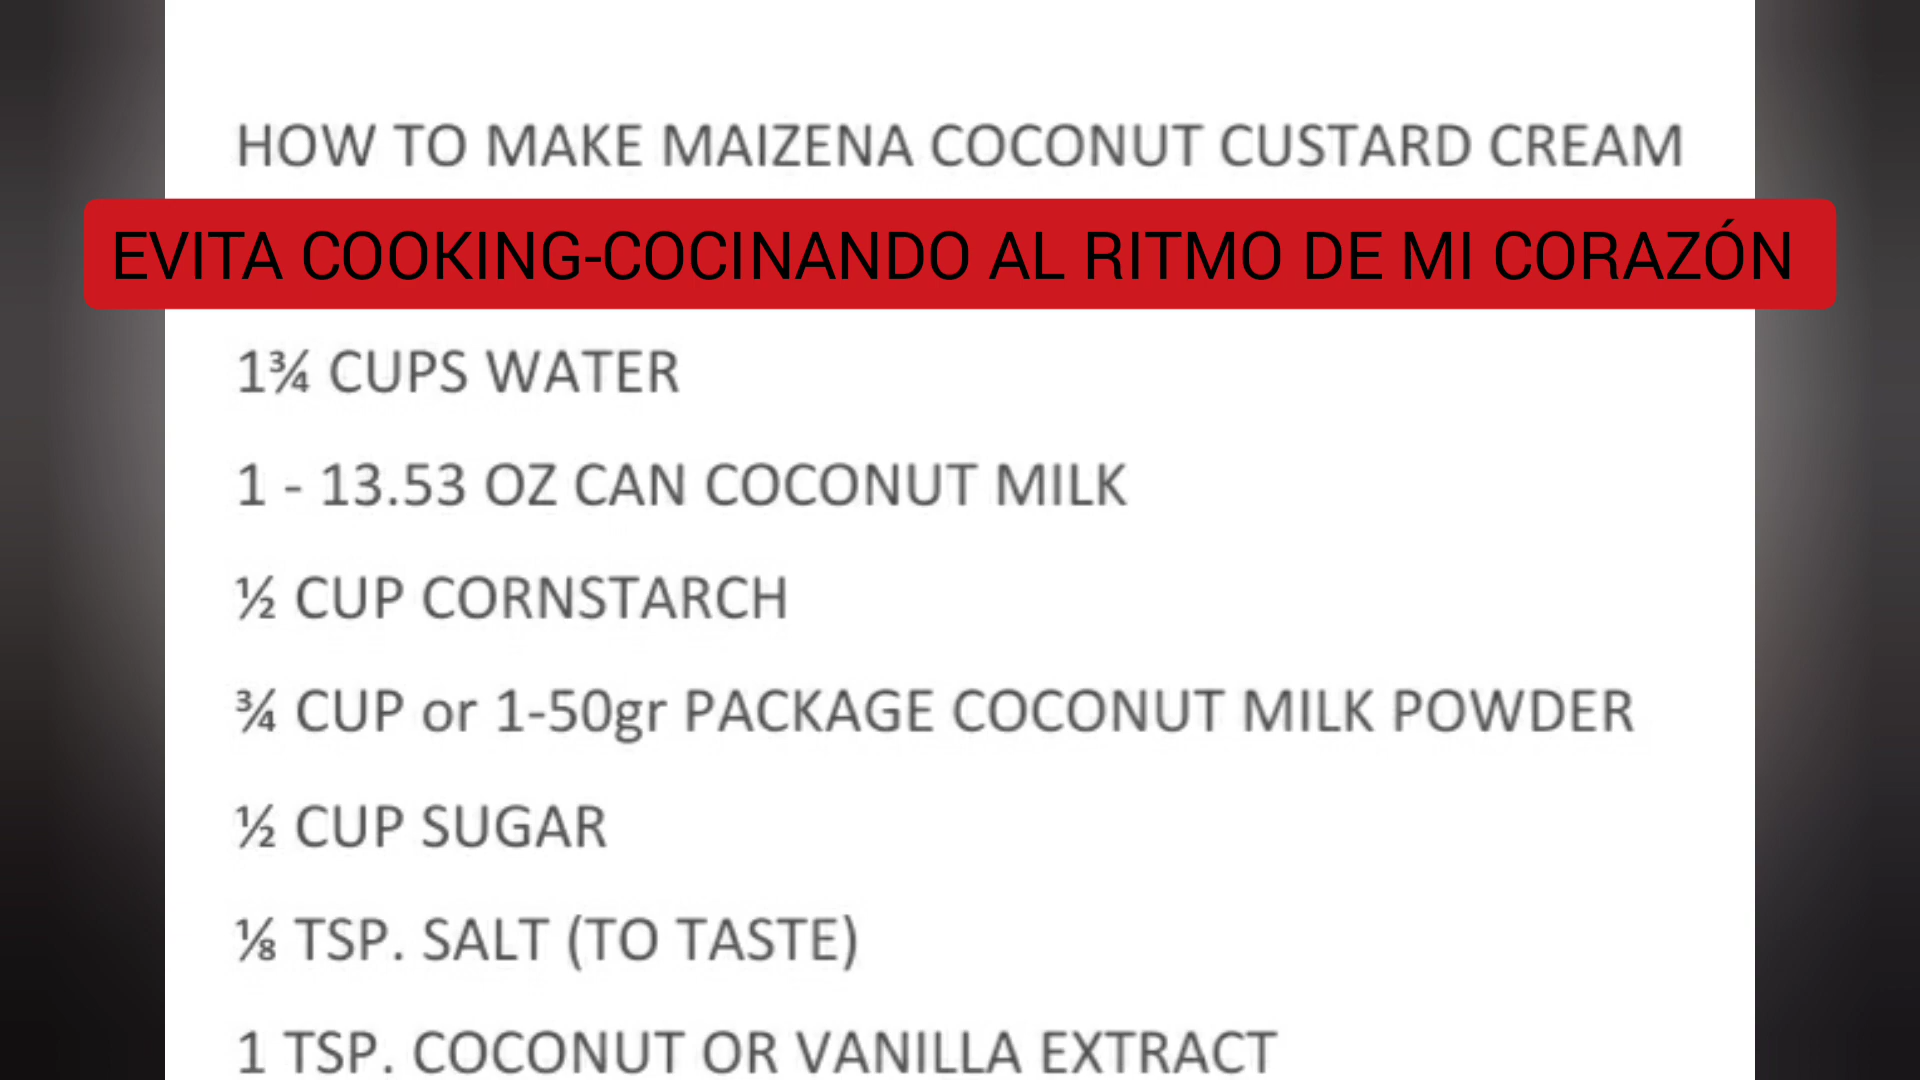 HOW TO MAKE MAIZENA COCONUT CUSTARD CREAM
EVITA COOKING-COCINANDO AL RITMO DE MI CORAZÓN
1¾ CUPS WATER
1 - 13.53 OZ CAN COCONUT MILK
½ CUP CORNSTARCH
¾ CUP or 1-50gr PACKAGE COCONUT MILK POWDER
½ CUP SUGAR
⅛ TSP. SALT (TO TASTE)
1 TSP. COCONUT OR VANILLA EXTRACT